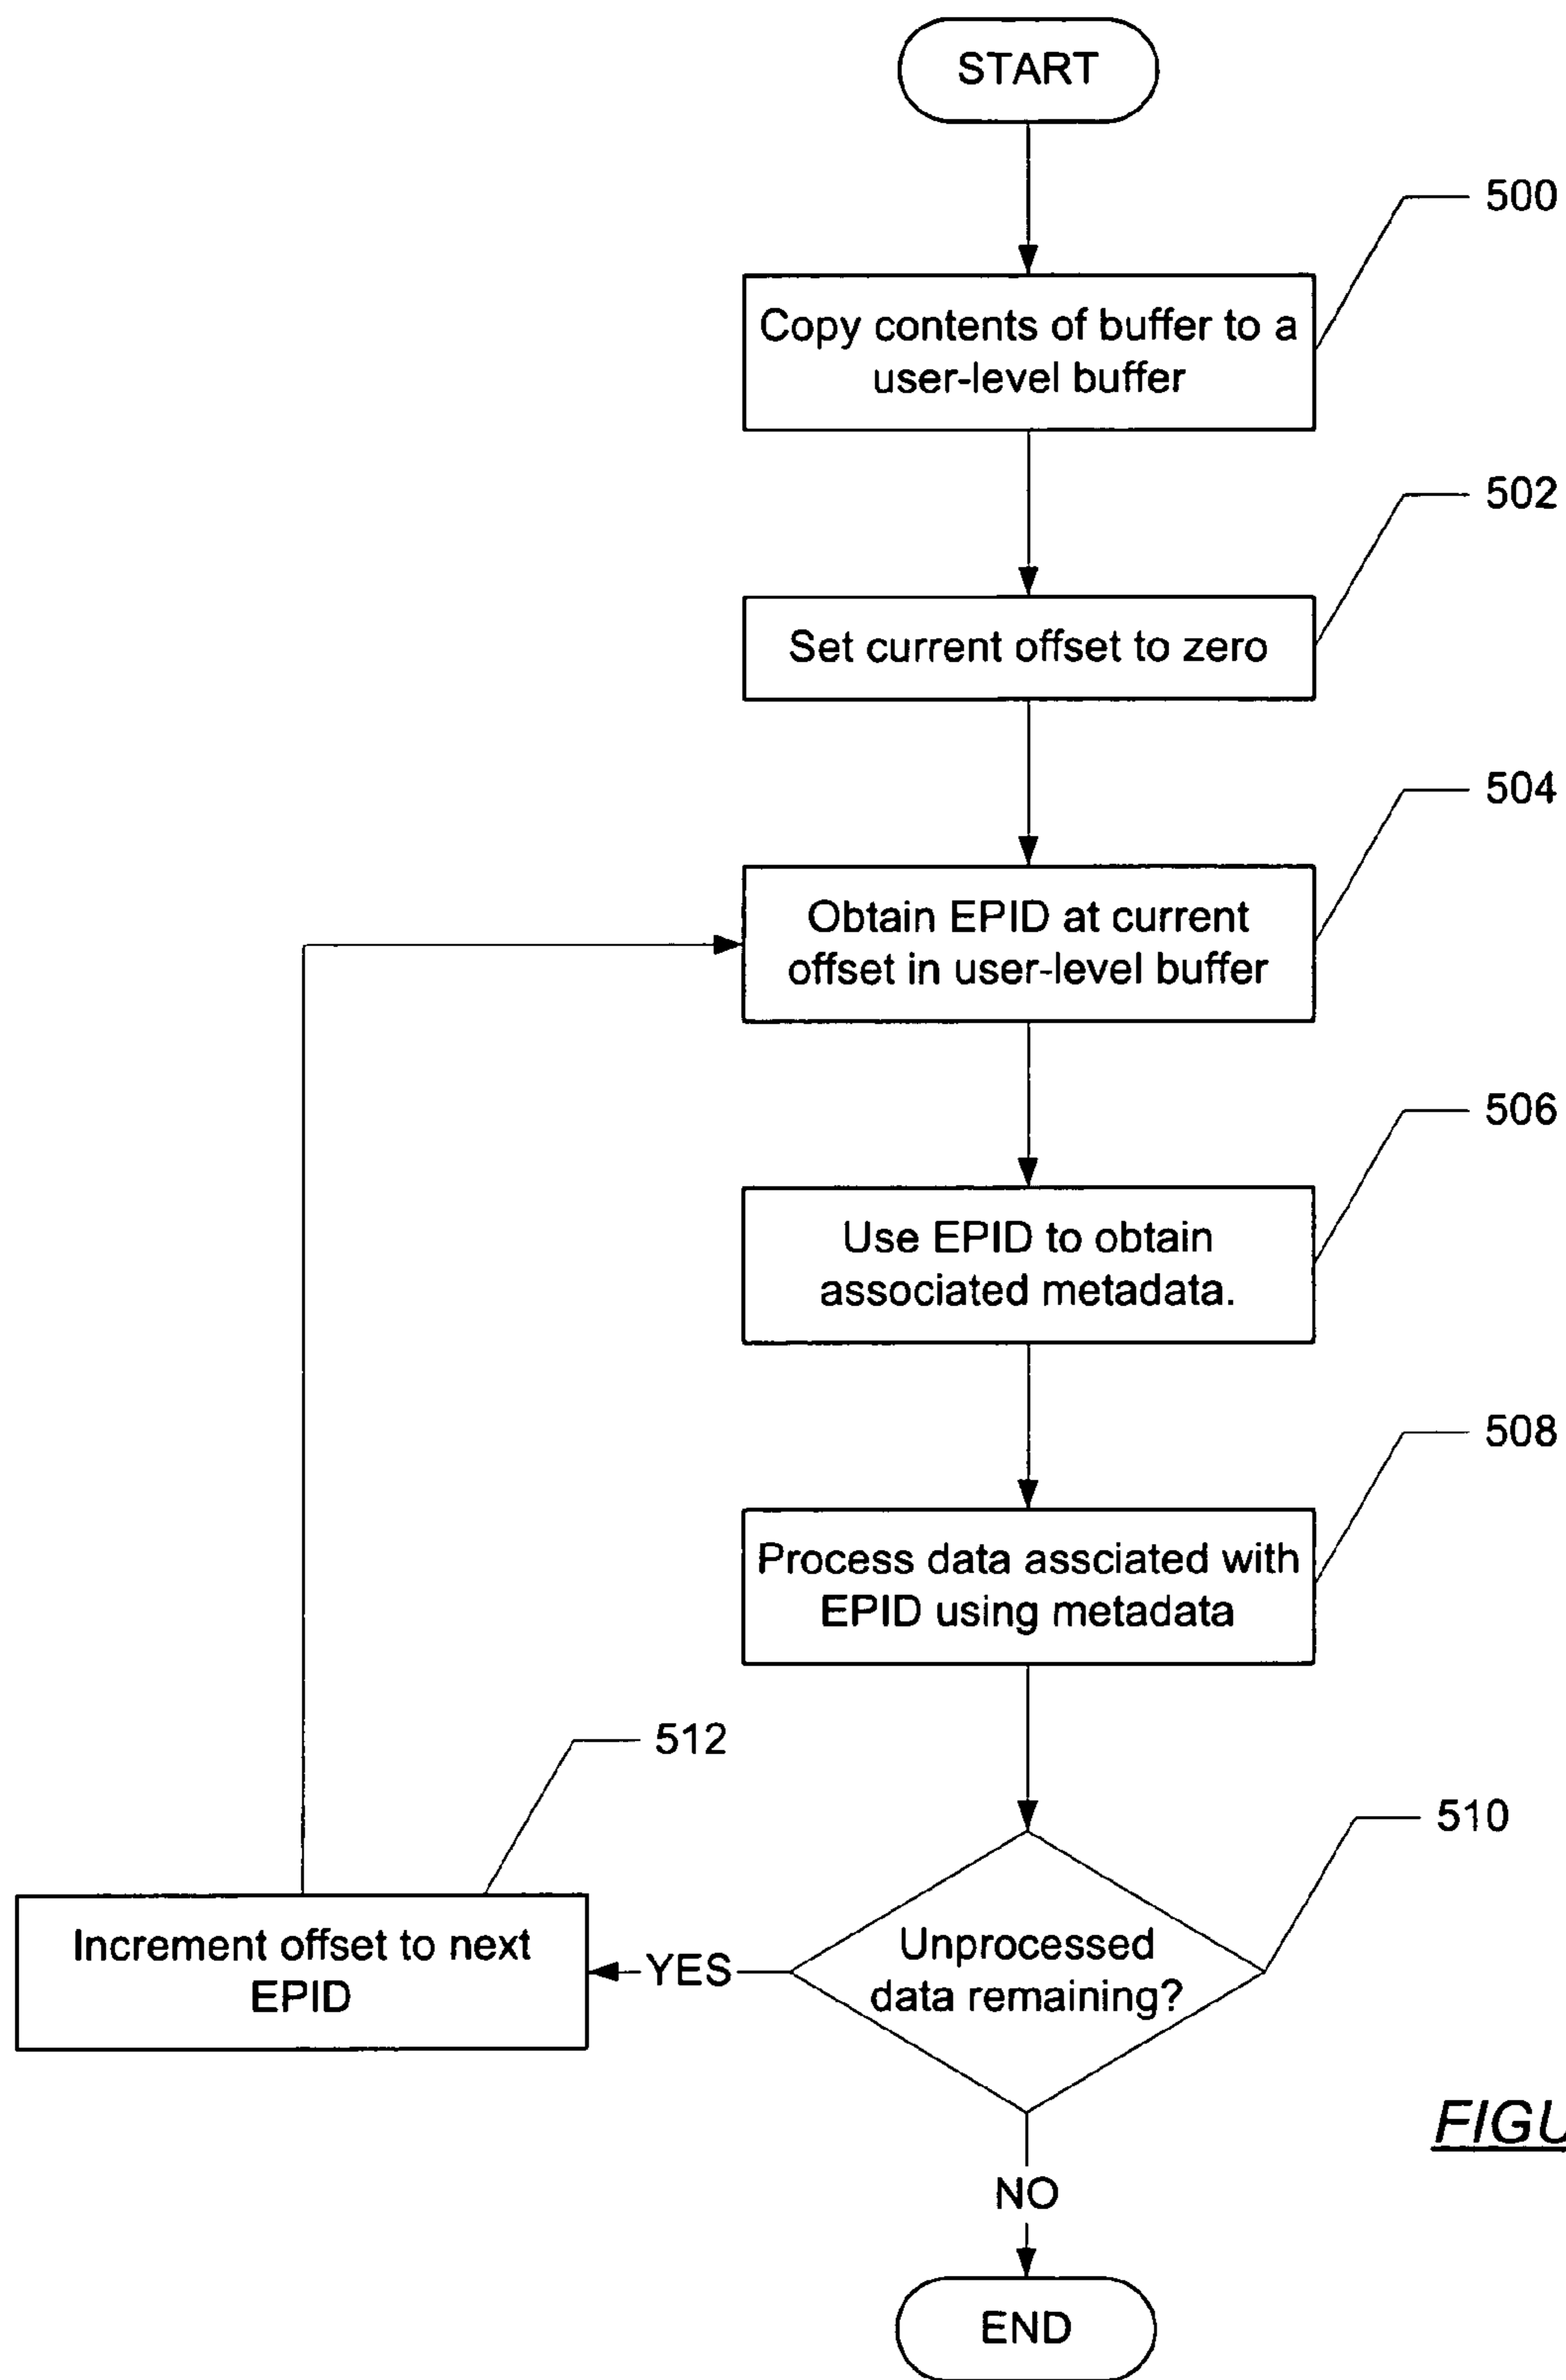 START
500
Copy contents of buffer to a
user-level buffer
502
Set current offset to zero
504
Obtain EPID at current
offset in user-level buffer
506
Use EPID to obtain
associated metadata.
508
Process data assciated with
EPID using metadata
512
510
Increment offset to next
EPID
YES
Unprocessed
data remaining?
FIGU
NO
END